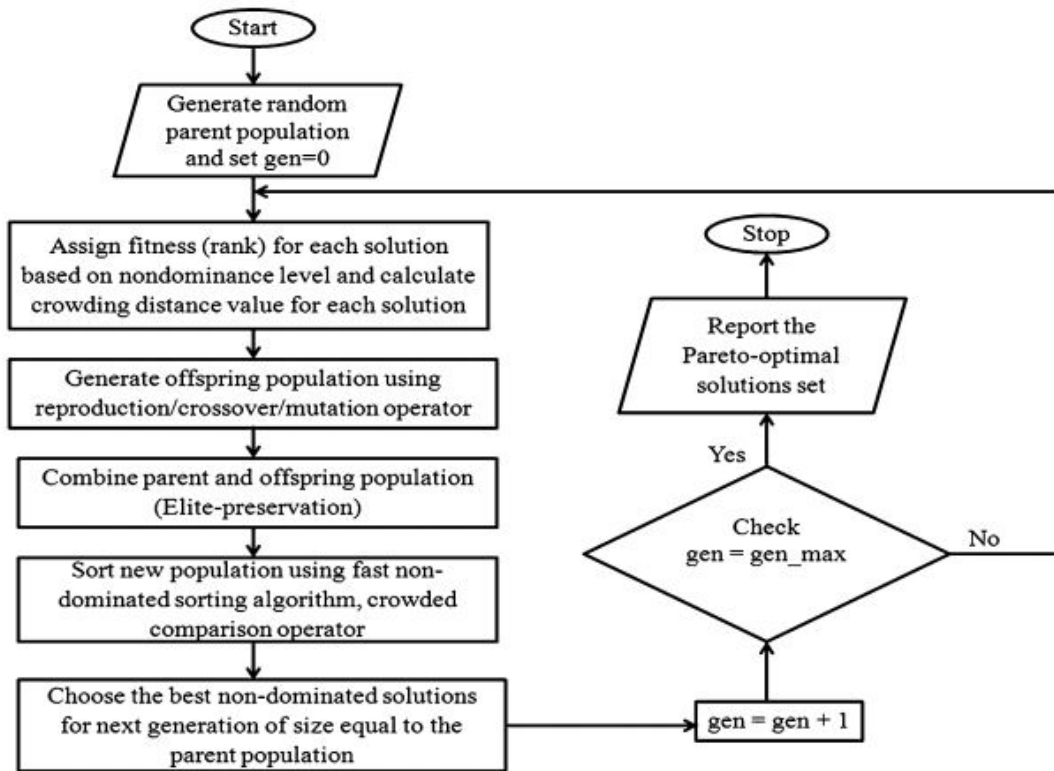 Start
Generate random
parent population
and set gen=0
Assign fitness (rank) for each solution
based on nondominance level and calculate
crowding distance value for each solution
Generate offspring population using
reproduction/crossover/mutation operator
Combine parent and offspring population
(Elite-preservation)
Sort new population using fast non-
dominated sorting algorithm, crowded
comparison operator
Choose the best non-dominated solutions
for next generation of size equal to the
parent population
gen = gen + 1
Check
gen = gen_max
No
Yes
Report the
Pareto-optimal
solutions set
Stop